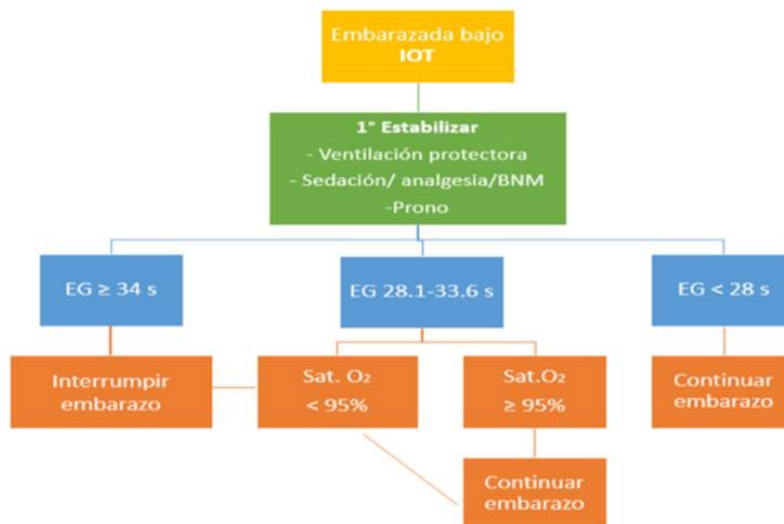 Embarazada bajo
IOT
1° Estabilizar
- Ventilación protectora
- Sedación/ analgesia/BNM
-Prono
EG ≥ 34 s
EG 28.1-33.6 s
EG < 28 s
Interrumpir
embarazo
Sat. O₂
< 95%
Sat.O₂
≥ 95%
Continuar
embarazo
Continuar
embarazo